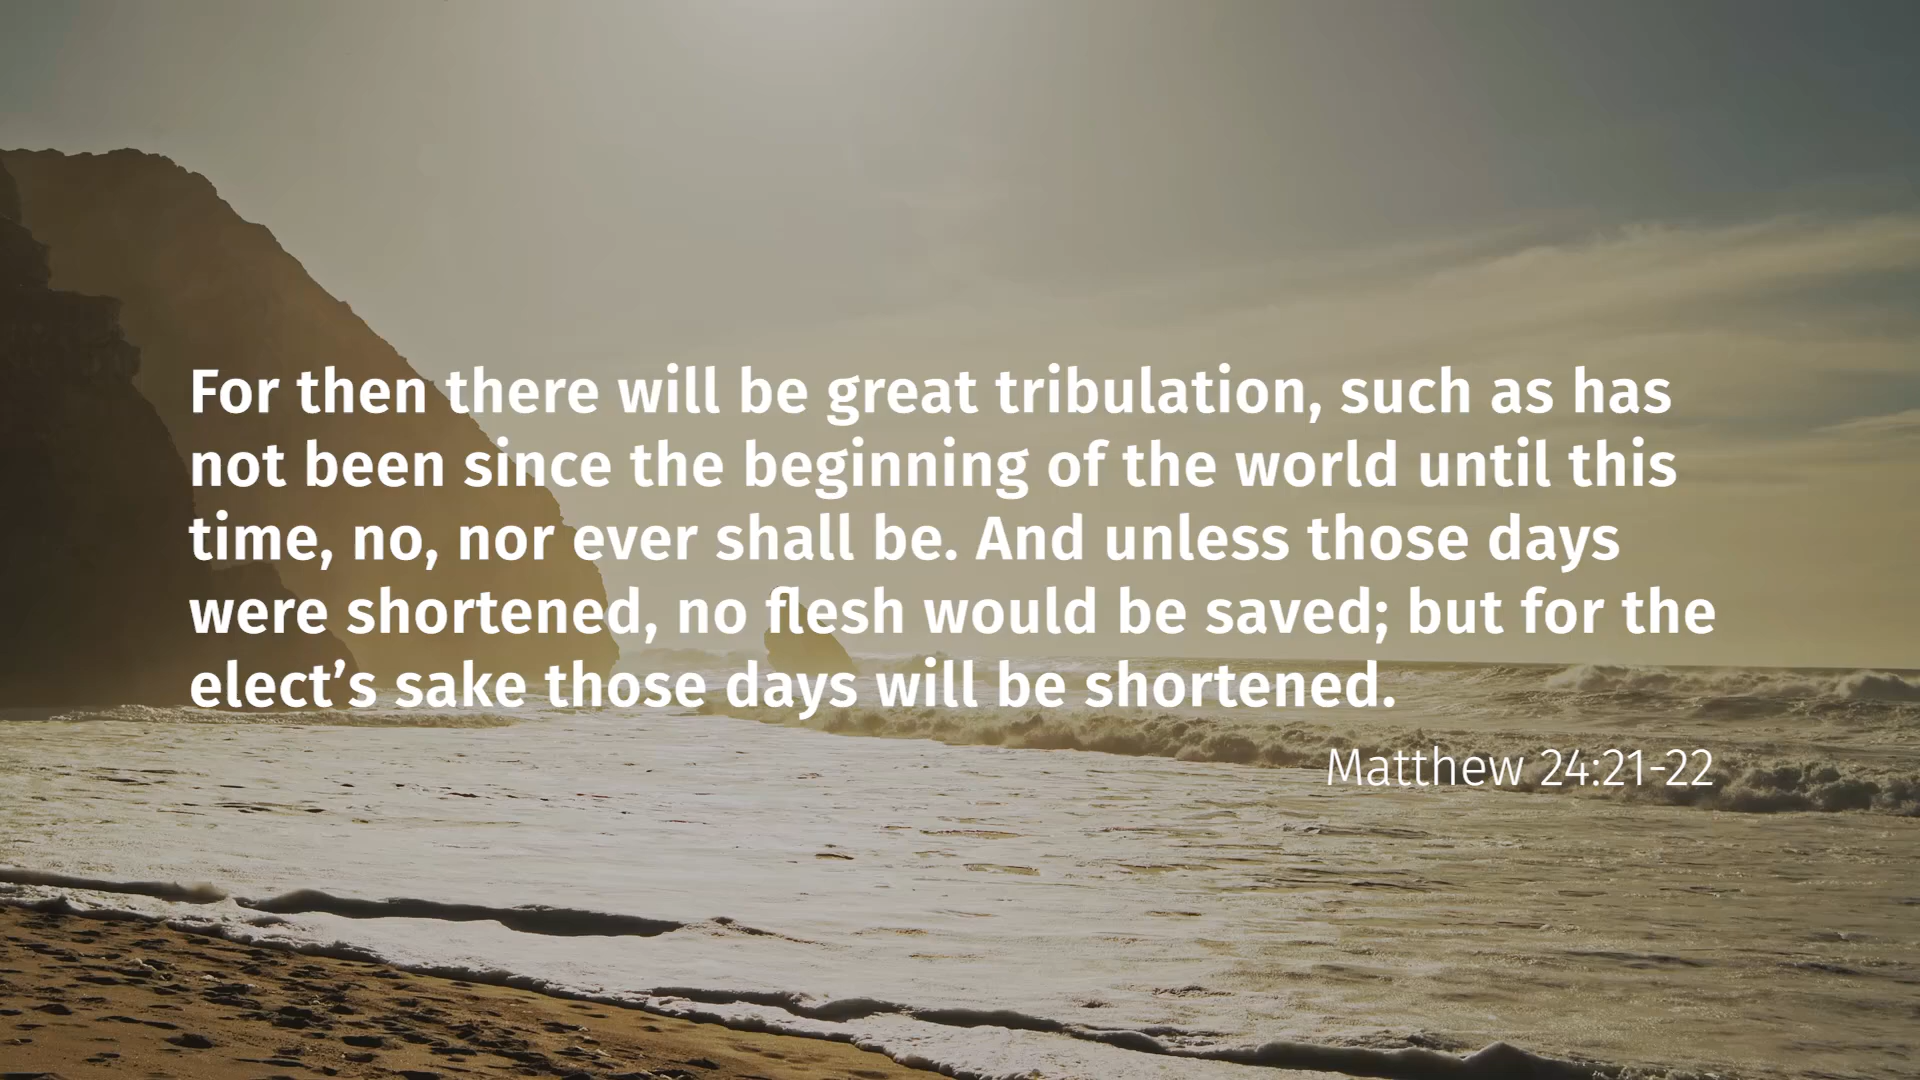 For then there will be great tribulation, such as has
not been since the beginning of the world until this
time, no, nor ever shall be. And unless those days
were shortened, no flesh would be saved; but for the
elect’s sake those days will be shortened.
Matthew 24:21-22